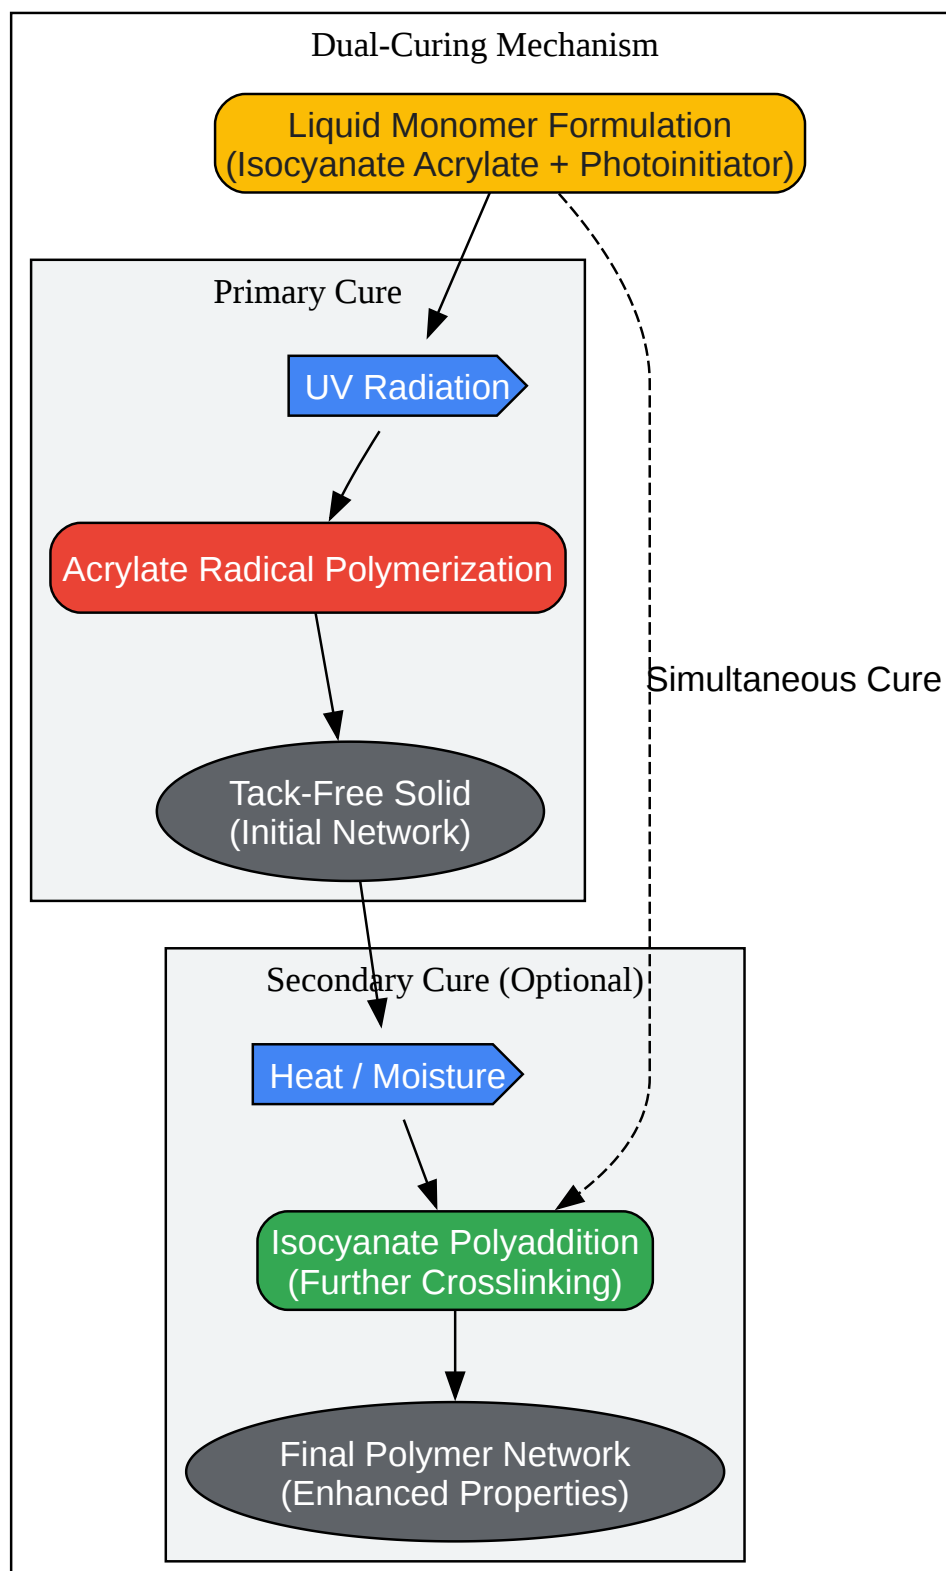 Dual-Curing Mechanism
Liquid Monomer Formulation
(Isocyanate Acrylate + Photoinitiator)
Primary Cure
UV Radiation
Acrylate Radical Polymerization
Simultaneous Cure
Tack-Free Solid
(Initial Network)
Secondary Cure (Optional)
Heat / Moisture
Isocyanate Polyaddition
(Further Crosslinking)
Final Polymer Network
(Enhanced Properties)